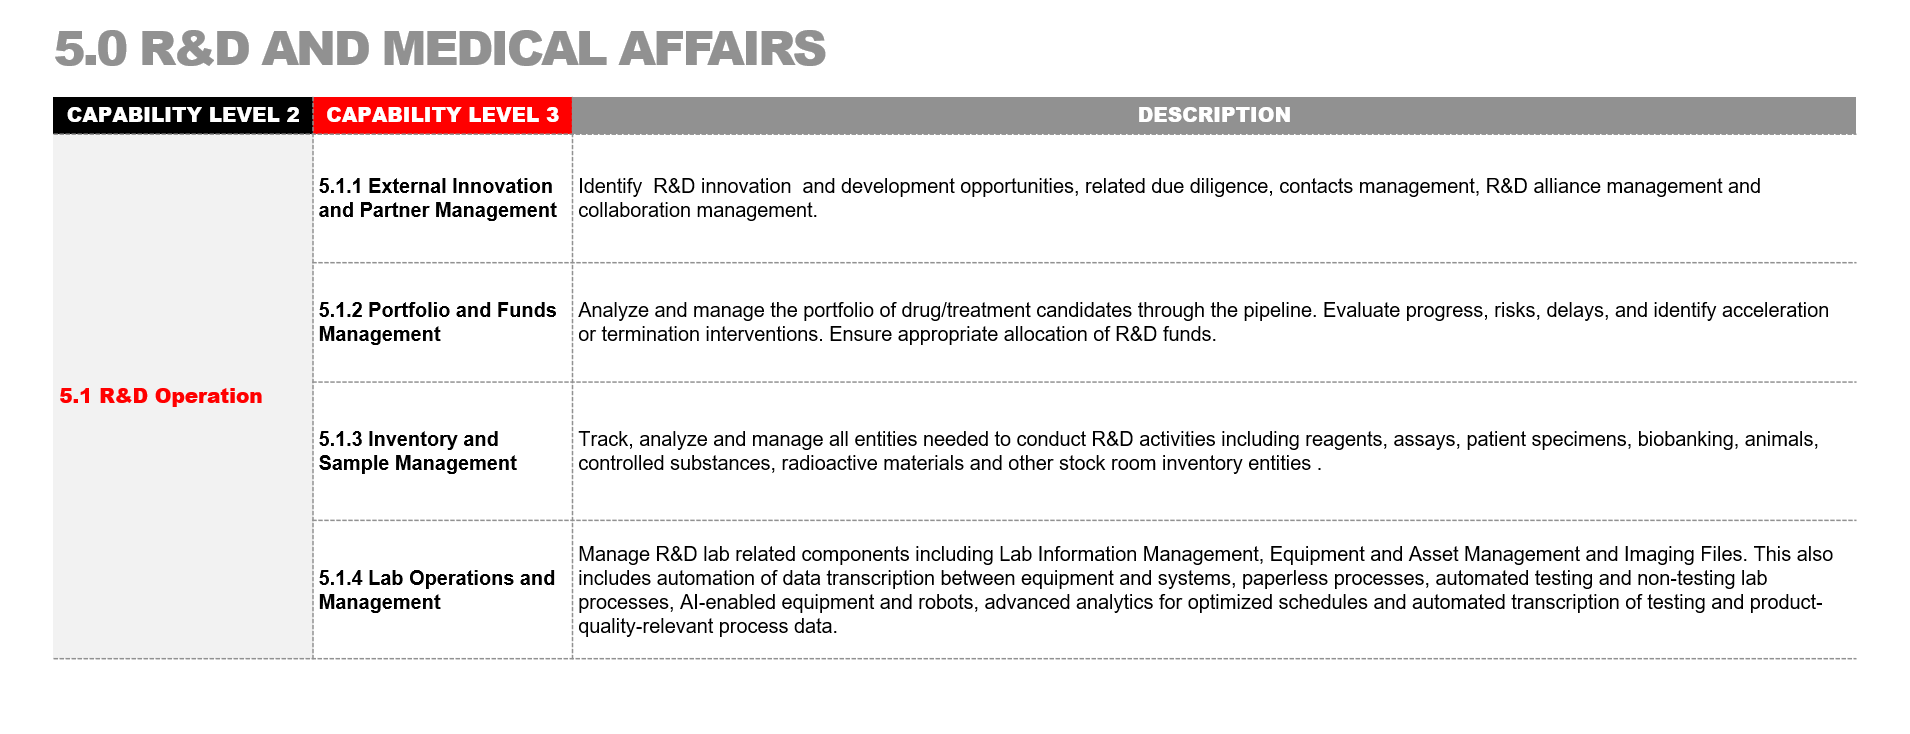 5.0 R&D AND MEDICAL AFFAIRS
CAPABILITY LEVEL 2
CAPABILITY LEVEL 3
DESCRIPTION
5.1 R&D Operation
5.1.1 External Innovation
and Partner Management
Identify  R&D innovation  and development opportunities, related due diligence, contacts management, R&D alliance management and
collaboration management.
5.1.2 Portfolio and Funds
Management
Analyze and manage the portfolio of drug/treatment candidates through the pipeline. Evaluate progress, risks, delays, and identify acceleration
or termination interventions. Ensure appropriate allocation of R&D funds.
5.1.3 Inventory and
Sample Management
Track, analyze and manage all entities needed to conduct R&D activities including reagents, assays, patient specimens, biobanking, animals,
controlled substances, radioactive materials and other stock room inventory entities .
5.1.4 Lab Operations and
Management
Manage R&D lab related components including Lab Information Management, Equipment and Asset Management and Imaging Files. This also
includes automation of data transcription between equipment and systems, paperless processes, automated testing and non-testing lab
processes, AI-enabled equipment and robots, advanced analytics for optimized schedules and automated transcription of testing and product-
quality-relevant process data.